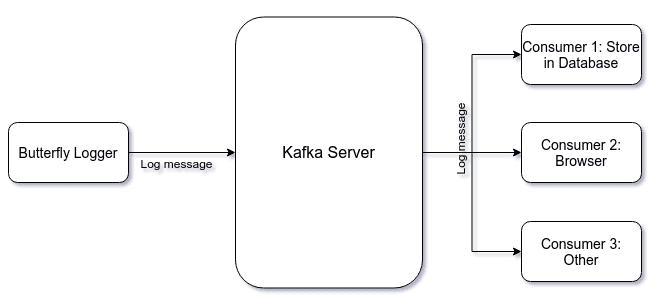 Butterfly Logger
Log message
Kafka Server
Log message
Consumer 1: Store
in Database
Consumer 2:
Browser
Consumer 3:
Other